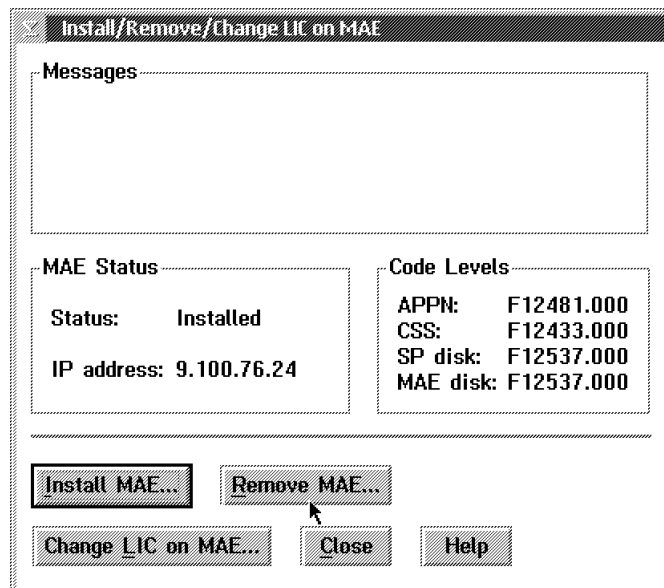 Install/Remove/Change LIC on MAE
Messages
MAE Status
Status: Installed
IP address: 9.100.76.24
Code Levels
APPN: F12481.000
CSS: F12433.000
SP disk: F12537.000
MAE disk: F12537.000
Install MAE...
Remove MAE...
Change LIC on MAE...
Close
Help